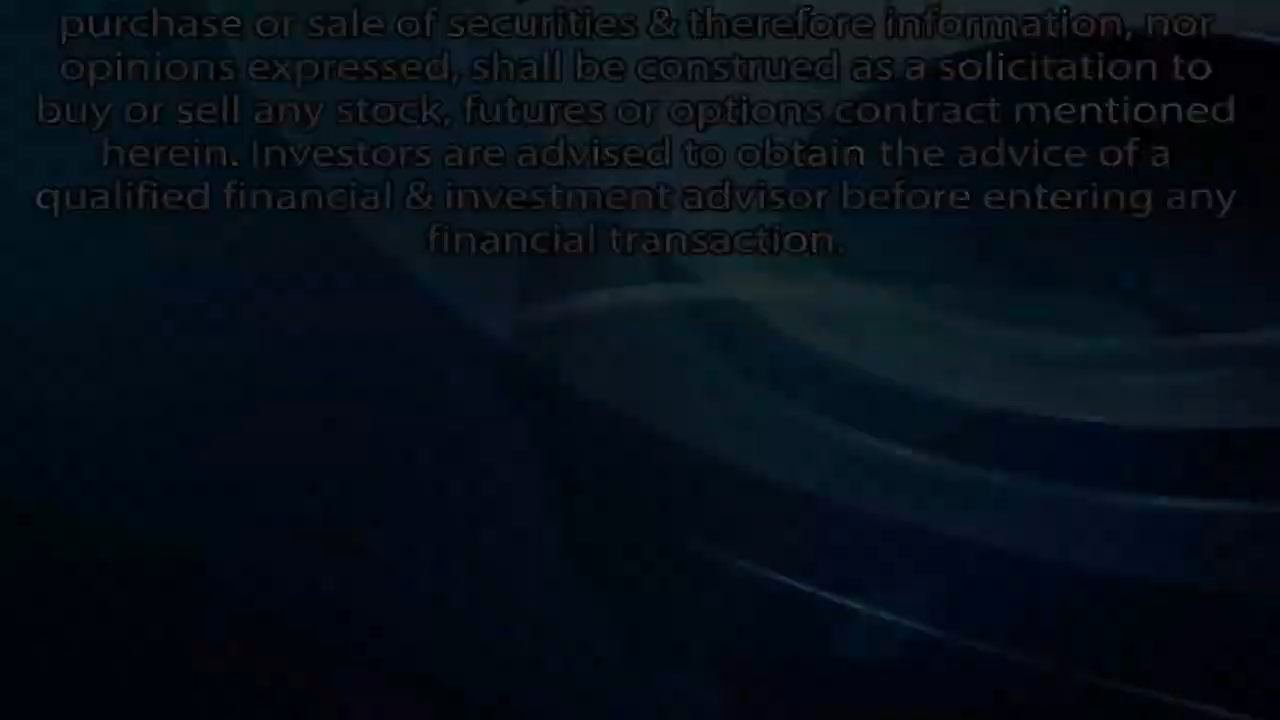 purchase or sale of securities & therefore information, nor
opinions expressed, shall be construed as a solicitation to
buy or sell any stock, futures or options contract mentioned
herein. Investors are advised to obtain the advice of a
qualified financial & investment advisor before entering any
financial transaction.